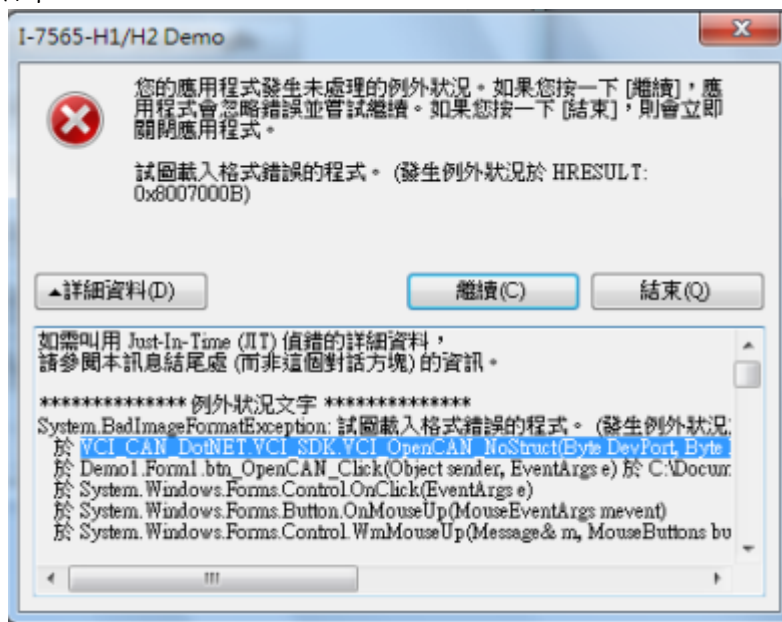 I-7565-H1/H2 Demo
您的應用程式發生未處理的例外狀況。如果您按一下 [繼續]，應
用程式會忽略錯誤並嘗試繼續。如果您按一下 [結束]，則會立即
關閉應用程式。
試圖載入格式錯誤的程式。 (發生例外狀況於 HRESULT:
0x8007000B)
▲詳細資料(D)
繼續(C)
結束(Q)
如需叫用 Just-In-Time (JIT) 偵錯的詳細資料，
請參閱本訊息結尾處 (而非這個對話方塊) 的資訊。
************** 例外狀況文字 **************
System.BadImageFormatException: 試圖載入格式錯誤的程式。 (發生例外狀況
於 VCI_CAN_DotNET.VCI_SDK.VCI_OpenCAN_NoStruct(Byte DevPort, Byte
於 Demo1.Form1.btn_OpenCAN_Click(Object sender, EventArgs e) 於 C:\Docum
於 System.Windows.Forms.Control.OnClick(EventArgs e)
於 System.Windows.Forms.Button.OnMouseUp(MouseEventArgs mevent)
於 System.Windows.Forms.Control.WmMouseUp(Message& m, MouseButtons bu